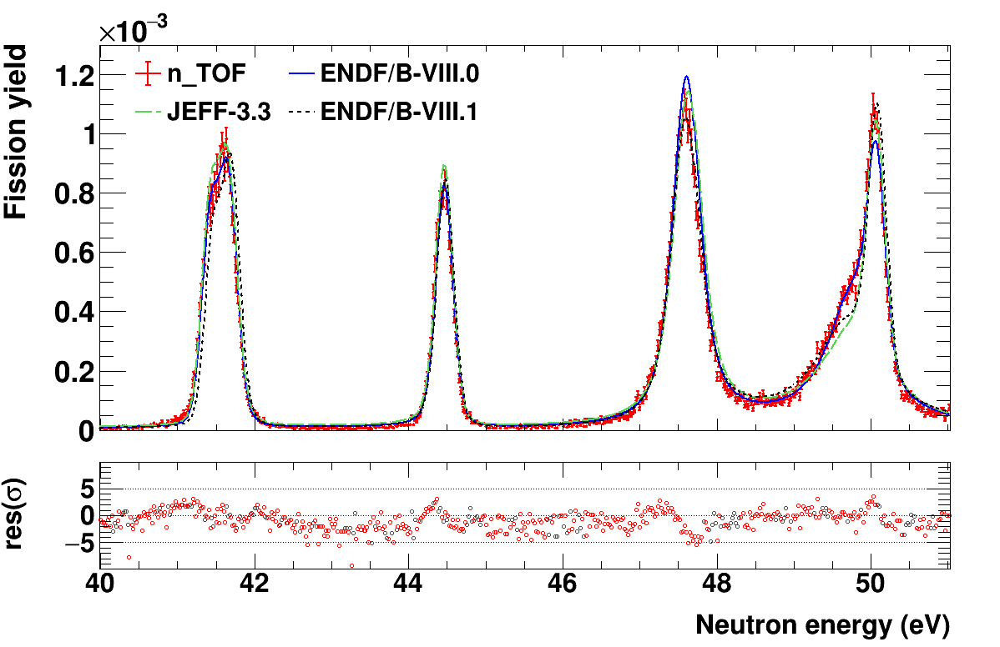 ×10⁻³
Fission yield
1.2
1
0.8
0.6
0.4
0.2
0
n_TOF
ENDF/B-VIII.0
JEFF-3.3
ENDF/B-VIII.1
res(σ)
5
0
−5
40
42
44
46
48
50
Neutron energy (eV)